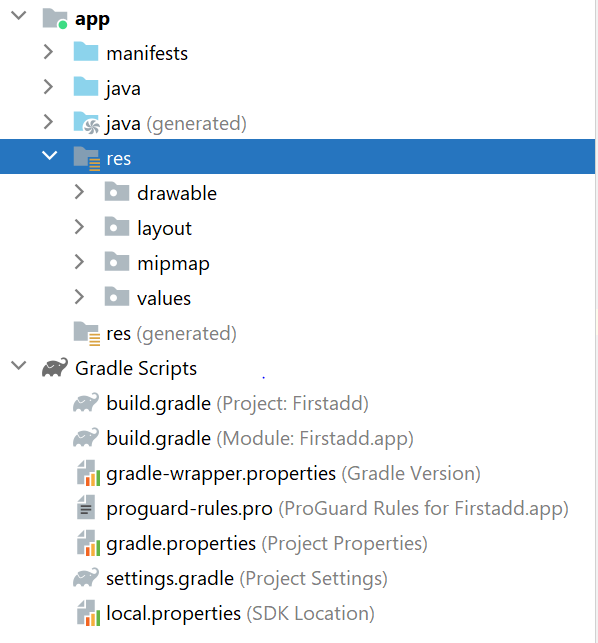 app
manifests
java
java (generated)
res
drawable
layout
mipmap
values
res (generated)
Gradle Scripts
build.gradle (Project: Firstadd)
build.gradle (Module: Firstadd.app)
gradle-wrapper.properties (Gradle Version)
proguard-rules.pro (ProGuard Rules for Firstadd.app)
gradle.properties (Project Properties)
settings.gradle (Project Settings)
local.properties (SDK Location)